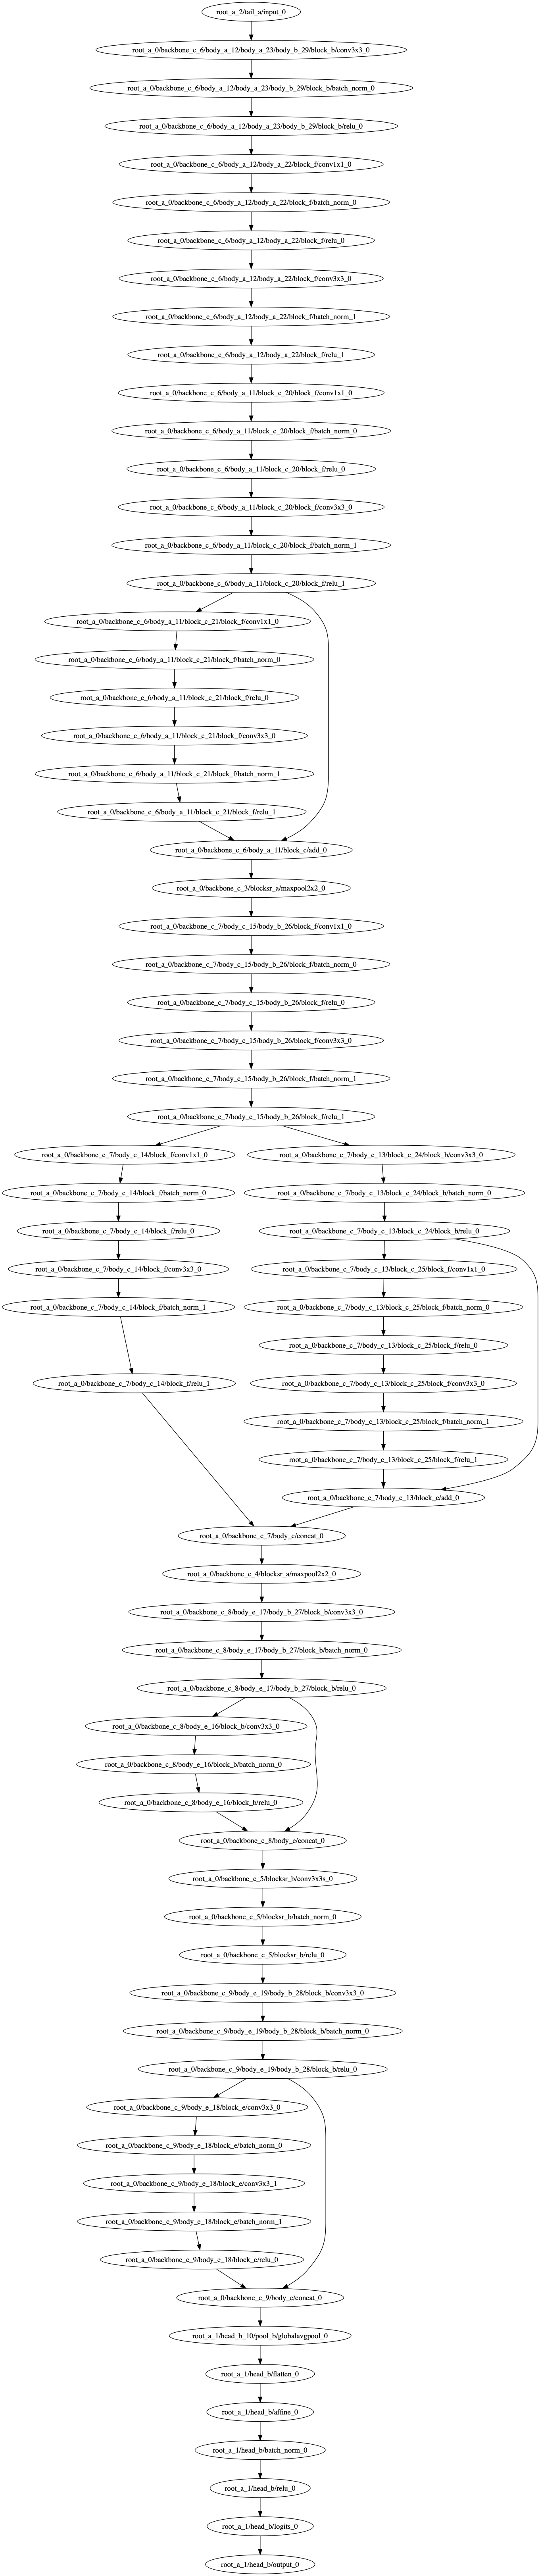 root_a_2/tail_a/input_0
root_a_0/backbone_c_6/body_a_12/body_a_23/body_b_29/block_b/conv3x3_0
root_a_0/backbone_c_6/body_a_12/body_a_23/body_b_29/block_b/batch_norm_0
root_a_0/backbone_c_6/body_a_12/body_a_23/body_b_29/block_b/relu_0
root_a_0/backbone_c_6/body_a_12/body_a_22/block_f/conv1x1_0
root_a_0/backbone_c_6/body_a_12/body_a_22/block_f/batch_norm_0
root_a_0/backbone_c_6/body_a_12/body_a_22/block_f/relu_0
root_a_0/backbone_c_6/body_a_12/body_a_22/block_f/conv3x3_0
root_a_0/backbone_c_6/body_a_12/body_a_22/block_f/batch_norm_1
root_a_0/backbone_c_6/body_a_12/body_a_22/block_f/relu_1
root_a_0/backbone_c_6/body_a_11/block_c_20/block_f/conv1x1_0
root_a_0/backbone_c_6/body_a_11/block_c_20/block_f/batch_norm_0
root_a_0/backbone_c_6/body_a_11/block_c_20/block_f/relu_0
root_a_0/backbone_c_6/body_a_11/block_c_20/block_f/conv3x3_0
root_a_0/backbone_c_6/body_a_11/block_c_20/block_f/batch_norm_1
root_a_0/backbone_c_6/body_a_11/block_c_20/block_f/relu_1
root_a_0/backbone_c_6/body_a_11/block_c_21/block_f/conv1x1_0
root_a_0/backbone_c_6/body_a_11/block_c_21/block_f/batch_norm_0
root_a_0/backbone_c_6/body_a_11/block_c_21/block_f/relu_0
root_a_0/backbone_c_6/body_a_11/block_c_21/block_f/conv3x3_0
root_a_0/backbone_c_6/body_a_11/block_c_21/block_f/batch_norm_1
root_a_0/backbone_c_6/body_a_11/block_c_21/block_f/relu_1
root_a_0/backbone_c_6/body_a_11/block_c/add_0
root_a_0/backbone_c_3/blocksr_a/maxpool2x2_0
root_a_0/backbone_c_7/body_c_15/body_b_26/block_f/conv1x1_0
root_a_0/backbone_c_7/body_c_15/body_b_26/block_f/batch_norm_0
root_a_0/backbone_c_7/body_c_15/body_b_26/block_f/relu_0
root_a_0/backbone_c_7/body_c_15/body_b_26/block_f/conv3x3_0
root_a_0/backbone_c_7/body_c_15/body_b_26/block_f/batch_norm_1
root_a_0/backbone_c_7/body_c_15/body_b_26/block_f/relu_1
root_a_0/backbone_c_7/body_c_14/block_f/conv1x1_0
root_a_0/backbone_c_7/body_c_13/block_c_24/block_b/conv3x3_0
root_a_0/backbone_c_7/body_c_14/block_f/batch_norm_0
root_a_0/backbone_c_7/body_c_13/block_c_24/block_b/batch_norm_0
root_a_0/backbone_c_7/body_c_14/block_f/relu_0
root_a_0/backbone_c_7/body_c_13/block_c_24/block_b/relu_0
root_a_0/backbone_c_7/body_c_14/block_f/conv3x3_0
root_a_0/backbone_c_7/body_c_13/block_c_25/block_f/conv1x1_0
root_a_0/backbone_c_7/body_c_14/block_f/batch_norm_1
root_a_0/backbone_c_7/body_c_13/block_c_25/block_f/batch_norm_0
root_a_0/backbone_c_7/body_c_13/block_c_25/block_f/relu_0
root_a_0/backbone_c_7/body_c_14/block_f/relu_1
root_a_0/backbone_c_7/body_c_13/block_c_25/block_f/conv3x3_0
root_a_0/backbone_c_7/body_c_13/block_c_25/block_f/batch_norm_1
root_a_0/backbone_c_7/body_c_13/block_c_25/block_f/relu_1
root_a_0/backbone_c_7/body_c_13/block_c/add_0
root_a_0/backbone_c_7/body_c/concat_0
root_a_0/backbone_c_4/blocksr_a/maxpool2x2_0
root_a_0/backbone_c_8/body_e_17/body_b_27/block_b/conv3x3_0
root_a_0/backbone_c_8/body_e_17/body_b_27/block_b/batch_norm_0
root_a_0/backbone_c_8/body_e_17/body_b_27/block_b/relu_0
root_a_0/backbone_c_8/body_e_16/block_b/conv3x3_0
root_a_0/backbone_c_8/body_e_16/block_b/batch_norm_0
root_a_0/backbone_c_8/body_e_16/block_b/relu_0
root_a_0/backbone_c_8/body_e/concat_0
root_a_0/backbone_c_5/blocksr_b/conv3x3s_0
root_a_0/backbone_c_5/blocksr_b/batch_norm_0
root_a_0/backbone_c_5/blocksr_b/relu_0
root_a_0/backbone_c_9/body_e_19/body_b_28/block_b/conv3x3_0
root_a_0/backbone_c_9/body_e_19/body_b_28/block_b/batch_norm_0
root_a_0/backbone_c_9/body_e_19/body_b_28/block_b/relu_0
root_a_0/backbone_c_9/body_e_18/block_e/conv3x3_0
root_a_0/backbone_c_9/body_e_18/block_e/batch_norm_0
root_a_0/backbone_c_9/body_e_18/block_e/conv3x3_1
root_a_0/backbone_c_9/body_e_18/block_e/batch_norm_1
root_a_0/backbone_c_9/body_e_18/block_e/relu_0
root_a_0/backbone_c_9/body_e/concat_0
root_a_1/head_b_10/pool_b/globalavgpool_0
root_a_1/head_b/flatten_0
root_a_1/head_b/affine_0
root_a_1/head_b/batch_norm_0
root_a_1/head_b/relu_0
root_a_1/head_b/logits_0
root_a_1/head_b/output_0